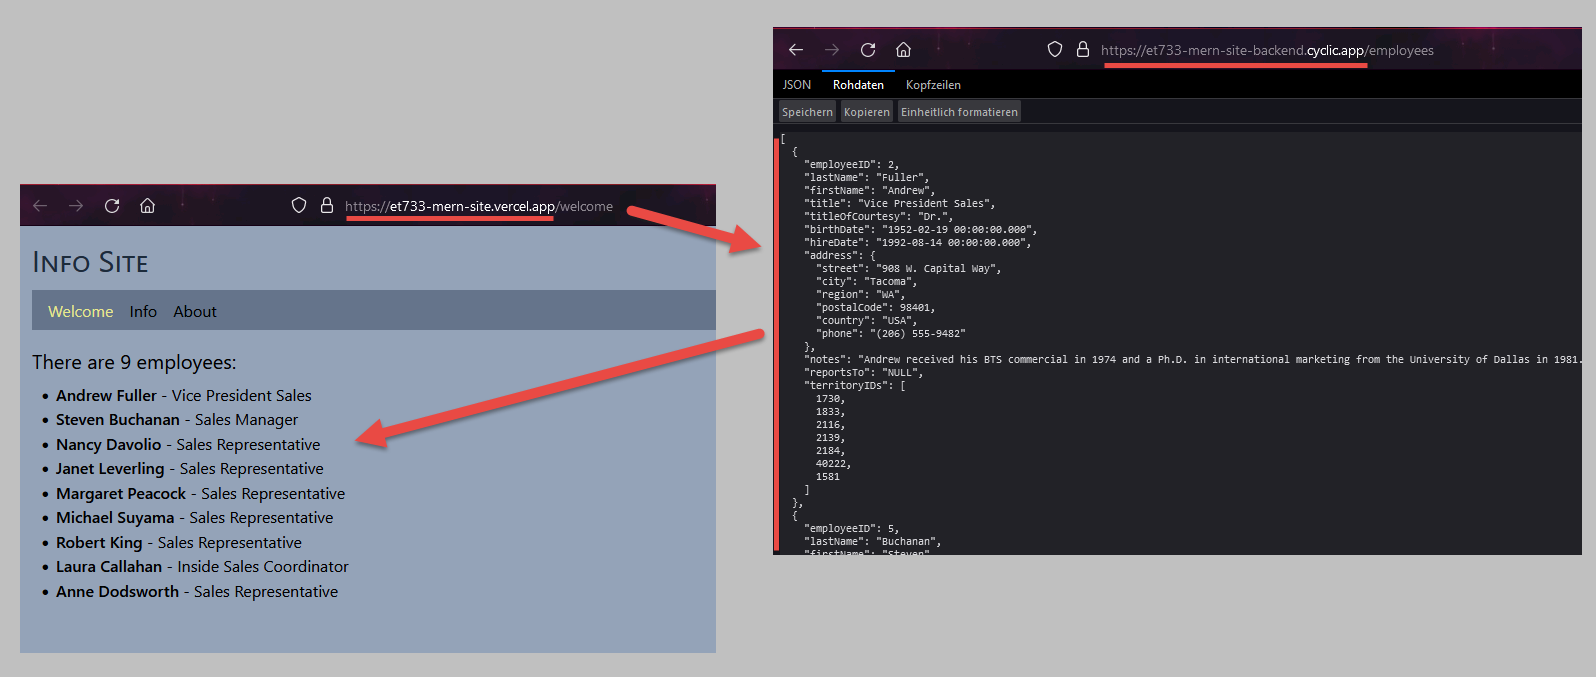 https://et733-mern-site.vercel.app/welcome
Info Site
Welcome Info About
There are 9 employees:
• Andrew Fuller - Vice President Sales
• Steven Buchanan - Sales Manager
• Nancy Davolio - Sales Representative
• Janet Leverling - Sales Representative
• Margaret Peacock - Sales Representative
• Michael Suyama - Sales Representative
• Robert King - Sales Representative
• Laura Callahan - Inside Sales Coordinator
• Anne Dodsworth - Sales Representative
https://et733-mern-site-backend.cyclic.app/employees
JSON Rohdaten Kopfzeilen
Speichern Kopieren Einheitlich formatieren
[
{
"employeeID": 2,
"lastName": "Fuller",
"firstName": "Andrew",
"title": "Vice President Sales",
"titleOfCourtesy": "Dr.",
"birthDate": "1952-02-19 00:00:00.000",
"hireDate": "1992-08-14 00:00:00.000",
"address": {
"street": "908 W. Capital Way",
"city": "Tacoma",
"region": "WA",
"postalCode": 98401,
"country": "USA",
"phone": "(206) 555-9482"
},
"notes": "Andrew received his BTS commercial in 1974 and a Ph.D. in international marketing from the University of Dallas in 1981.
"reportsTo": "NULL",
"territoryIDs": [
1730,
1833,
2116,
2139,
2184,
40222,
1581
]
},
{
"employeeID": 5,
"lastName": "Buchanan",
"firstName": "Steven"